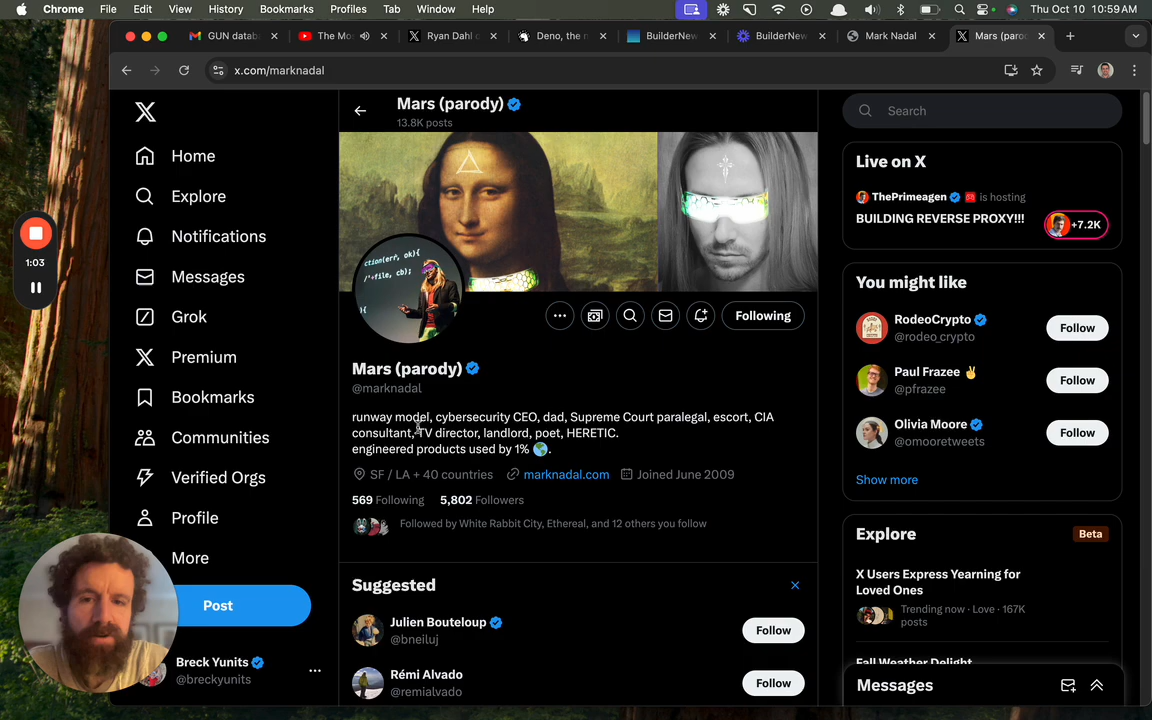 Chrome File Edit View History Bookmarks Profiles Tab Window Help
Thu Oct 10 10:59 AM
GUN datab
The Mos
Ryan Dahl o
Deno, the n
BuilderNew
BuilderNew
Mark Nadal
Mars (paroc
x.com/marknadal
1:03
Home
Explore
Notifications
Messages
Grok
Premium
Bookmarks
Communities
Verified Orgs
Profile
More
Post
Breck Yunits
@breckyunits
Mars (parody)
13.8K posts
ction(err, ok){
/'+file, cb);
Following
Mars (parody)
@marknadal
runway model, cybersecurity CEO, dad, Supreme Court paralegal, escort, CIA
consultant, TV director, landlord, poet, HERETIC.
engineered products used by 1% 🌎.
SF / LA + 40 countries marknadal.com Joined June 2009
569 Following 5,802 Followers
Followed by White Rabbit City, Ethereal, and 12 others you follow
Suggested
Julien Bouteloup
@bneiluj
Follow
Rémi Alvado
@remialvado
Follow
Search
Live on X
ThePrimeagen is hosting
BUILDING REVERSE PROXY!!!
+7.2K
You might like
RodeoCrypto
@rodeo_crypto
Follow
Paul Frazee ✌️
@pfrazee
Follow
Olivia Moore
@omooretweets
Follow
Show more
Explore
Beta
X Users Express Yearning for
Loved Ones
Trending now · Love · 167K
posts
Fall Weather Delight
Messages